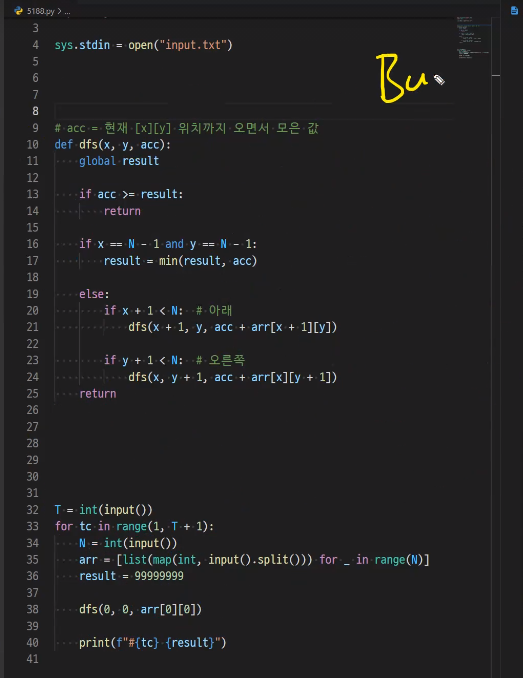 5188.py > ...
3
4 sys.stdin = open("input.txt")
5
6
7
Bu
8
9 # acc = 현재 [x][y] 위치까지 오면서 모은 값
10 def dfs(x, y, acc):
11     global result
12
13     if acc >= result:
14         return
15
16     if x == N - 1 and y == N - 1:
17         result = min(result, acc)
18
19     else:
20         if x + 1 < N:  # 아래
21             dfs(x + 1, y, acc + arr[x + 1][y])
22
23         if y + 1 < N:  # 오른쪽
24             dfs(x, y + 1, acc + arr[x][y + 1])
25     return
26
27
28
29
30
31
32 T = int(input())
33 for tc in range(1, T + 1):
34     N = int(input())
35     arr = [list(map(int, input().split())) for _ in range(N)]
36     result = 99999999
37
38     dfs(0, 0, arr[0][0])
39
40     print(f"#{tc} {result}")
41